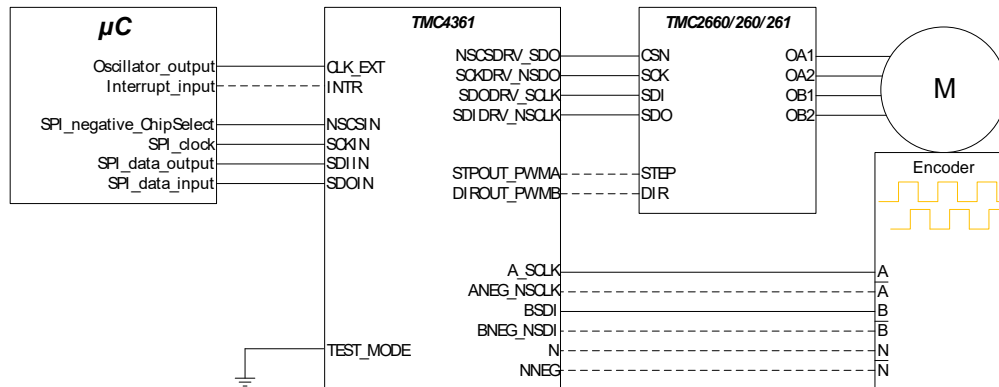 µC
Oscillator_output
Interrupt_input
SPI_negative_ChipSelect
SPI_clock
SPI_data_output
SPI_data_input
TMC4361
CLK_EXT
INTR
NSCSIN
SCKIN
SDIIN
SDOIN
TEST_MODE
NSCSDRV_SDO
SCKDRV_NSDO
SDODRV_SCLK
SDIDRV_NSCLK
STPOUT_PWMA
DIROUT_PWMB
A_SCLK
ANEG_NSCLK
BSDI
BNEG_NSDI
N
NNEG
TMC2660/260/261
CSN
SCK
SDI
SDO
STEP
DIR
OA1
OA2
OB1
OB2
M
Encoder
A
A̅
B
B̅
N
N̅